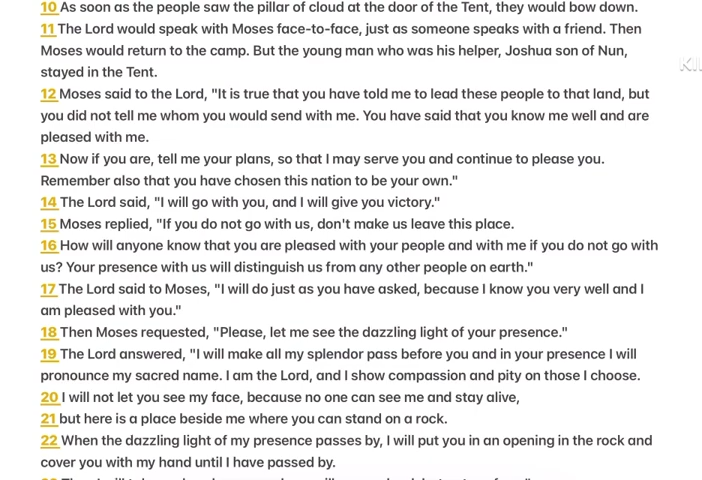 10 As soon as the people saw the pillar of cloud at the door of the Tent, they would bow down.
11 The Lord would speak with Moses face-to-face, just as someone speaks with a friend. Then
Moses would return to the camp. But the young man who was his helper, Joshua son of Nun,
stayed in the Tent.
12 Moses said to the Lord, "It is true that you have told me to lead these people to that land, but
you did not tell me whom you would send with me. You have said that you know me well and are
pleased with me.
13 Now if you are, tell me your plans, so that I may serve you and continue to please you.
Remember also that you have chosen this nation to be your own."
14 The Lord said, "I will go with you, and I will give you victory."
15 Moses replied, "If you do not go with us, don't make us leave this place.
16 How will anyone know that you are pleased with your people and with me if you do not go with
us? Your presence with us will distinguish us from any other people on earth."
17 The Lord said to Moses, "I will do just as you have asked, because I know you very well and I
am pleased with you."
18 Then Moses requested, "Please, let me see the dazzling light of your presence."
19 The Lord answered, "I will make all my splendor pass before you and in your presence I will
pronounce my sacred name. I am the Lord, and I show compassion and pity on those I choose.
20 I will not let you see my face, because no one can see me and stay alive,
21 but here is a place beside me where you can stand on a rock.
22 When the dazzling light of my presence passes by, I will put you in an opening in the rock and
cover you with my hand until I have passed by.